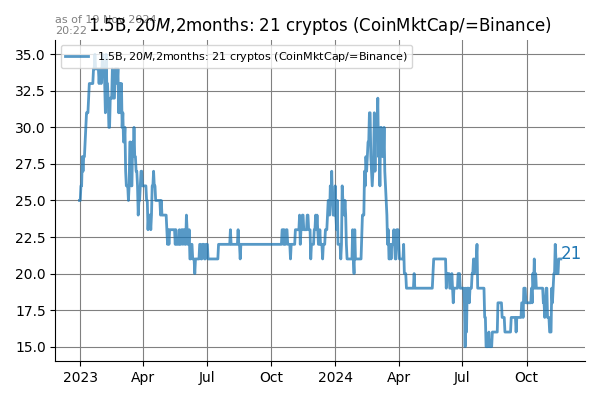 as of 19 Nov 2024
20:22
1.5B, 20M, 2months: 21 cryptos (CoinMktCap/=Binance)
1.5B, 20M, 2months: 21 cryptos (CoinMktCap/=Binance)
35.0
32.5
30.0
27.5
25.0
22.5
20.0
17.5
15.0
21
2023 Apr Jul Oct 2024 Apr Jul Oct